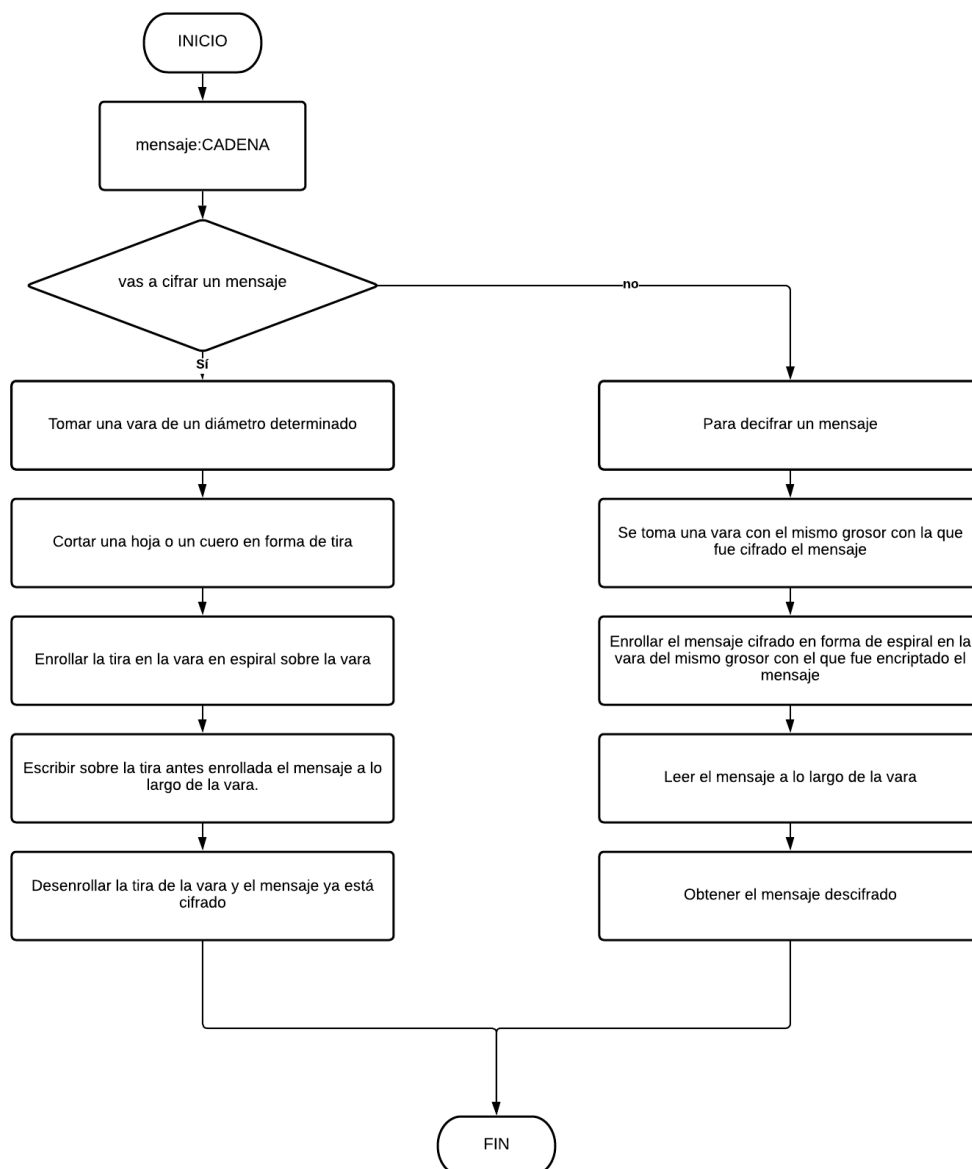 INICIO
mensaje:CADENA
vas a cifrar un mensaje
no
Sí
Tomar una vara de un diámetro determinado
Cortar una hoja o un cuero en forma de tira
Enrollar la tira en la vara en espiral sobre la vara
Escribir sobre la tira antes enrollada el mensaje a lo
largo de la vara.
Desenrollar la tira de la vara y el mensaje ya está
cifrado
Para decifrar un mensaje
Se toma una vara con el mismo grosor con la que
fue cifrado el mensaje
Enrollar el mensaje cifrado en forma de espiral en la
vara del mismo grosor con el que fue encriptado el
mensaje
Leer el mensaje a lo largo de la vara
Obtener el mensaje descifrado
FIN